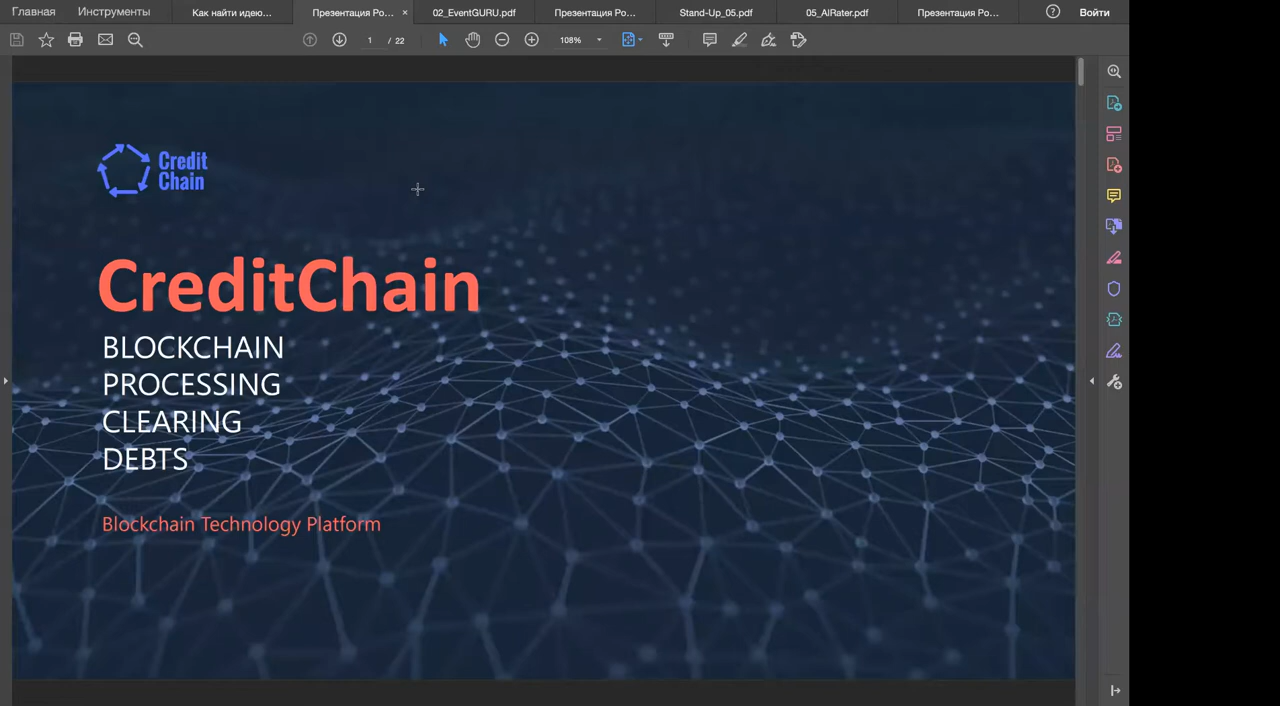 Главная
Инструменты
Как найти идею...
Презентация Ро...
02_EventGURU.pdf
Презентация Ро...
Stand-Up_05.pdf
05_AIRater.pdf
Презентация Ро...
Войти
1 / 22
108%
Credit
Chain
CreditChain
BLOCKCHAIN
PROCESSING
CLEARING
DEBTS
Blockchain Technology Platform